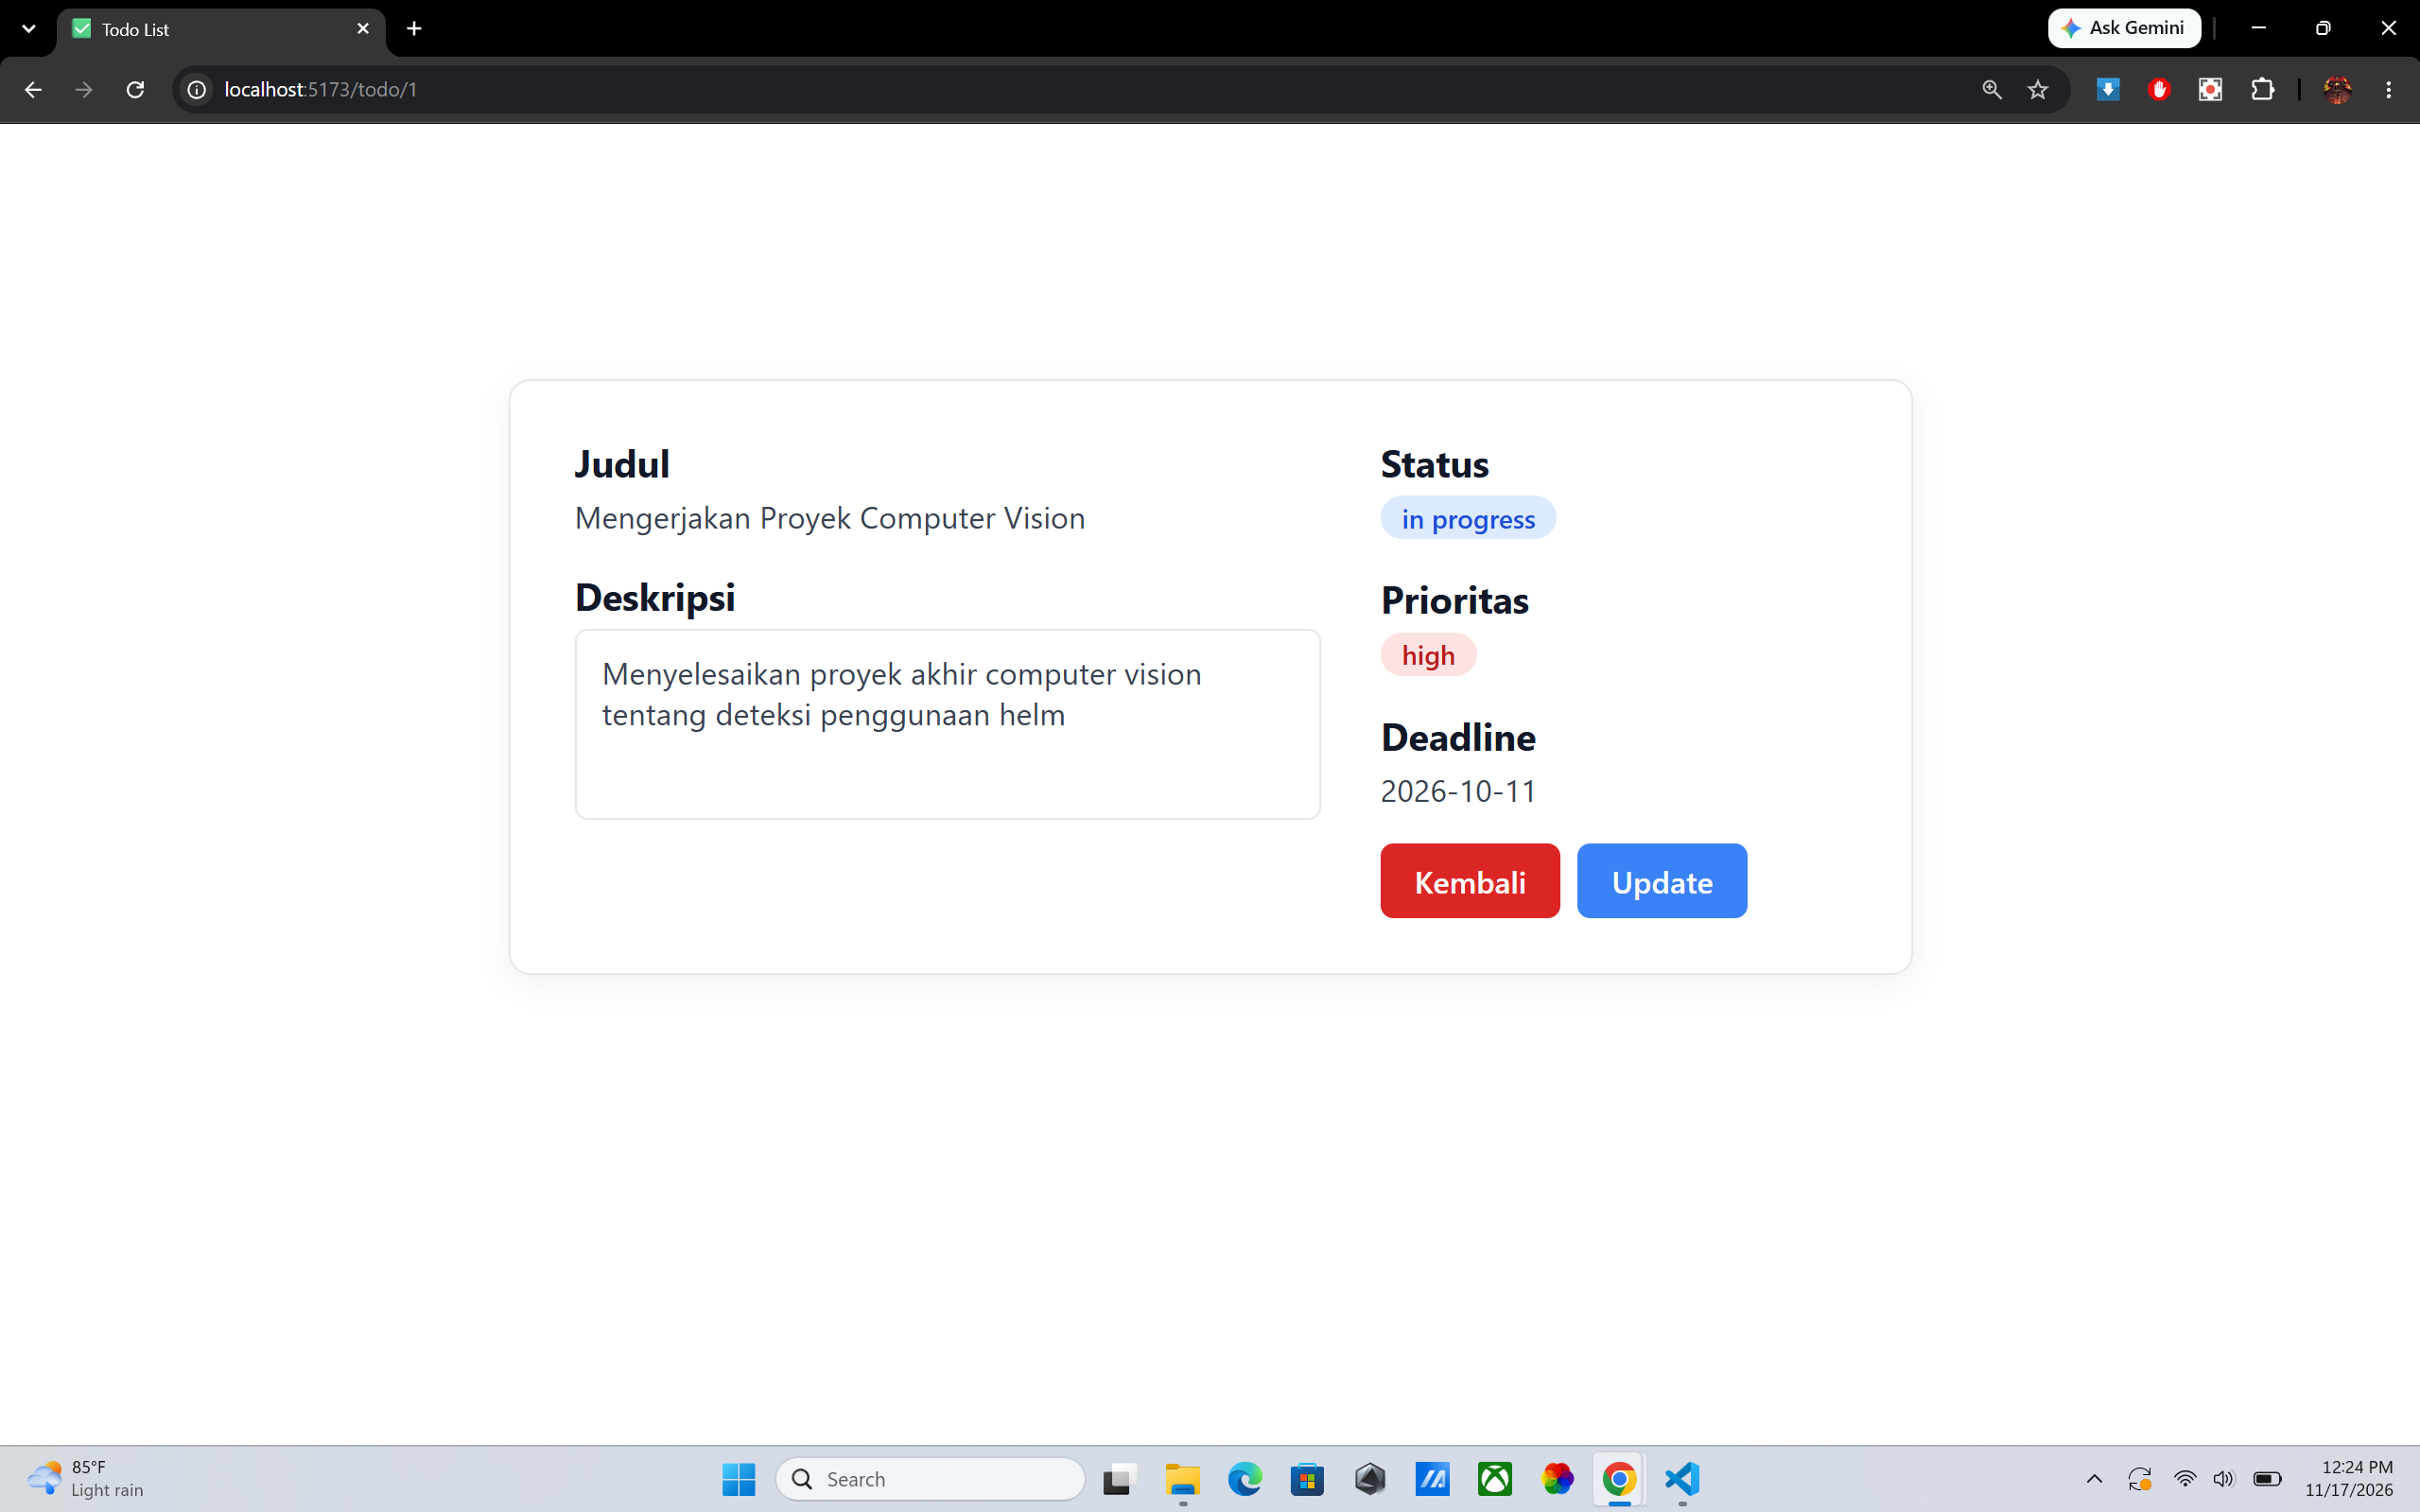 Todo List
Ask Gemini
localhost:5173/todo/1
Judul
Mengerjakan Proyek Computer Vision
Deskripsi
Menyelesaikan proyek akhir computer vision
tentang deteksi penggunaan helm
Status
in progress
Prioritas
high
Deadline
2026-10-11
Kembali
Update
85°F
Light rain
Search
12:24 PM
11/17/2026